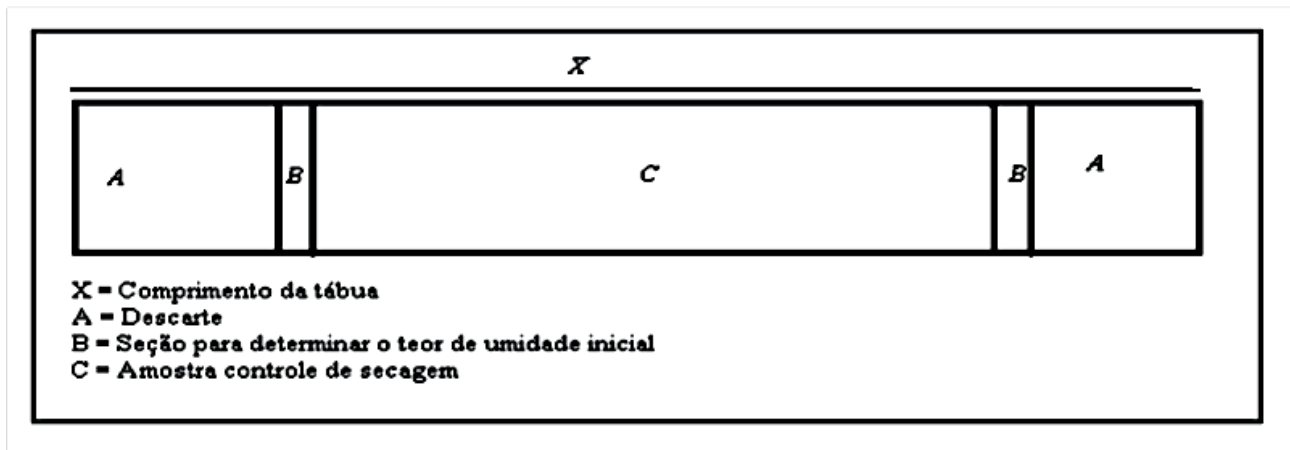 X
A B C B A
X = Comprimento da tábua
A = Descarte
B = Seção para determinar o teor de umidade inicial
C = Amostra controle de secagem